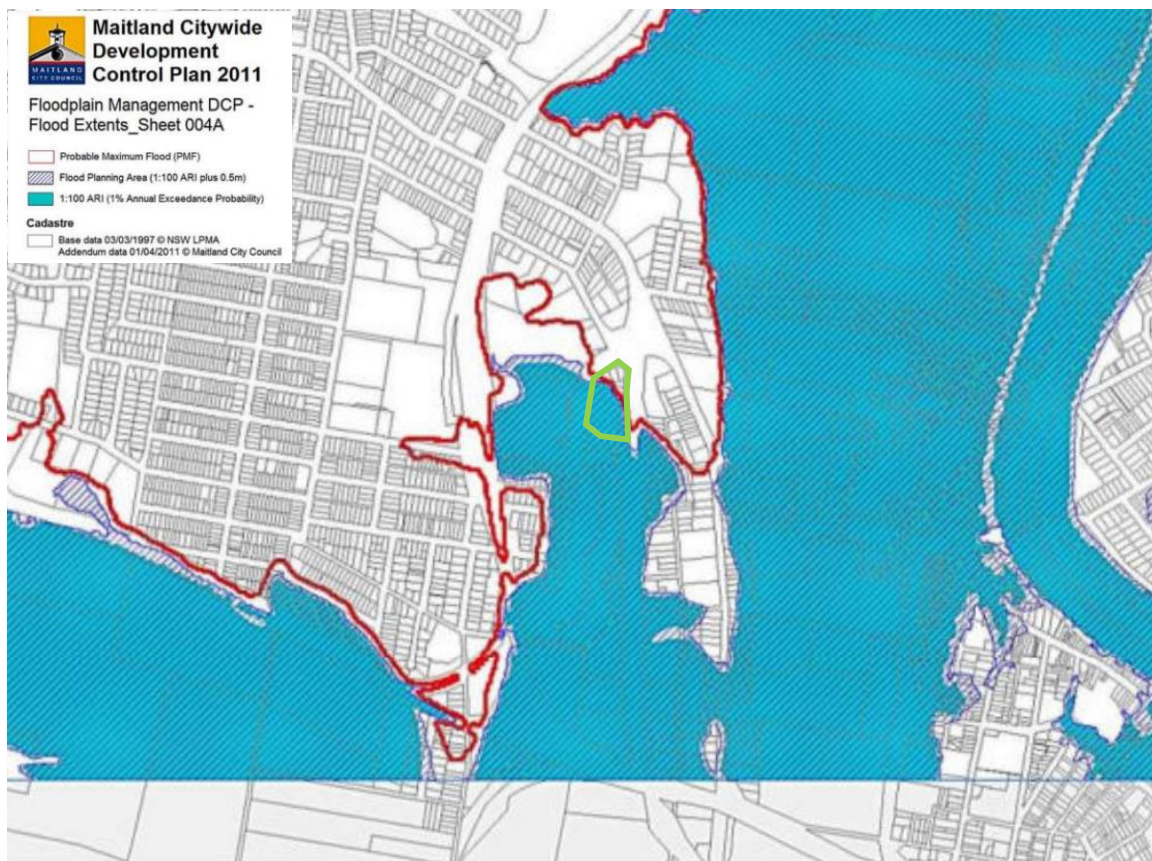 MAITLAND
CITY COUNCIL
Maitland Citywide
Development
Control Plan 2011
Floodplain Management DCP -
Flood Extents_Sheet 004A
Probable Maximum Flood (PMF)
Flood Planning Area (1:100 ARI plus 0.5m)
1:100 ARI (1% Annual Exceedance Probability)
Cadastre
Base data 03/03/1997 © NSW LPMA
Addendum data 01/04/2011 © Maitland City Council